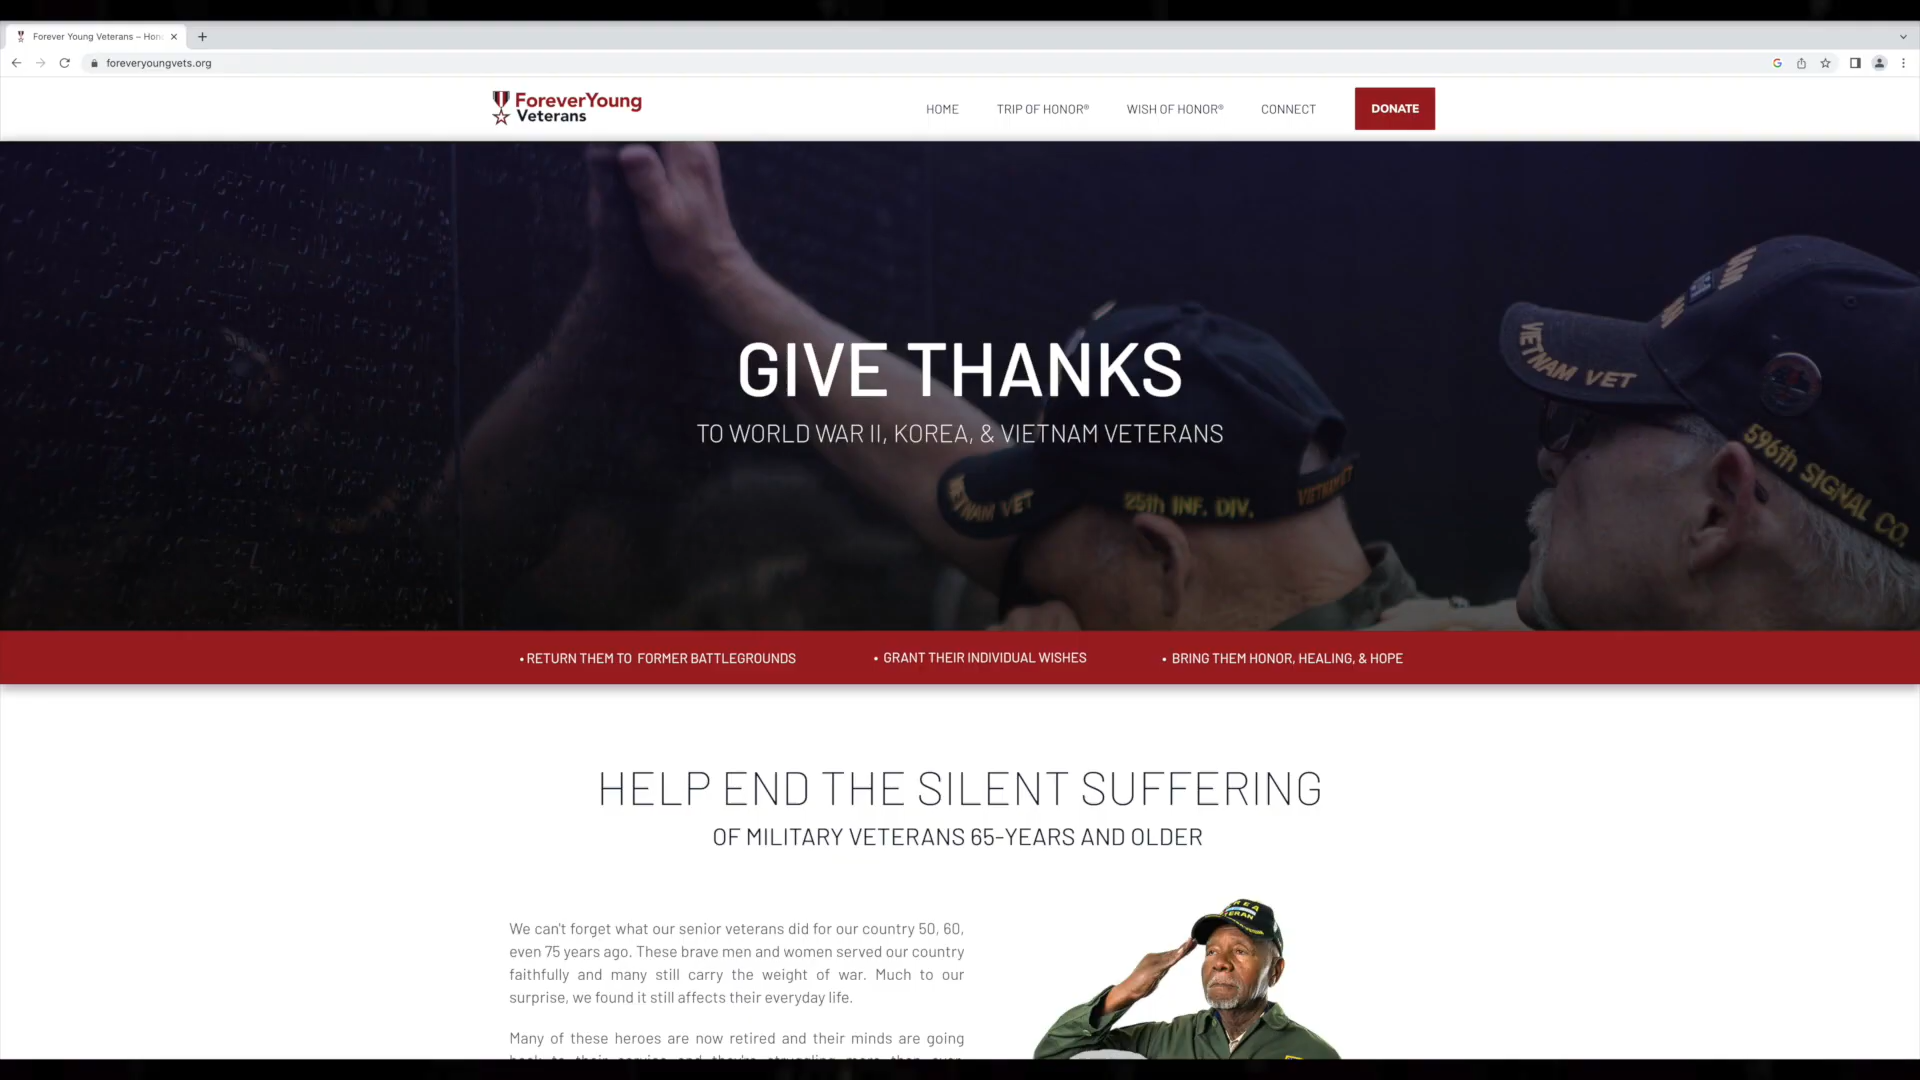 Forever Young Veterans – Hon
foreveryoungvets.org
ForeverYoung
Veterans
HOME
TRIP OF HONOR®
WISH OF HONOR®
CONNECT
DONATE
GIVE THANKS
TO WORLD WAR II, KOREA, & VIETNAM VETERANS
VIETNAM VET
25th INF. DIV.
VIETNAM VET
VIETNAM VET
596th SIGNAL CO.
• RETURN THEM TO FORMER BATTLEGROUNDS
• GRANT THEIR INDIVIDUAL WISHES
• BRING THEM HONOR, HEALING, & HOPE
HELP END THE SILENT SUFFERING
OF MILITARY VETERANS 65-YEARS AND OLDER
We can't forget what our senior veterans did for our country 50, 60,
even 75 years ago. These brave men and women served our country
faithfully and many still carry the weight of war. Much to our
surprise, we found it still affects their everyday life.
Many of these heroes are now retired and their minds are going